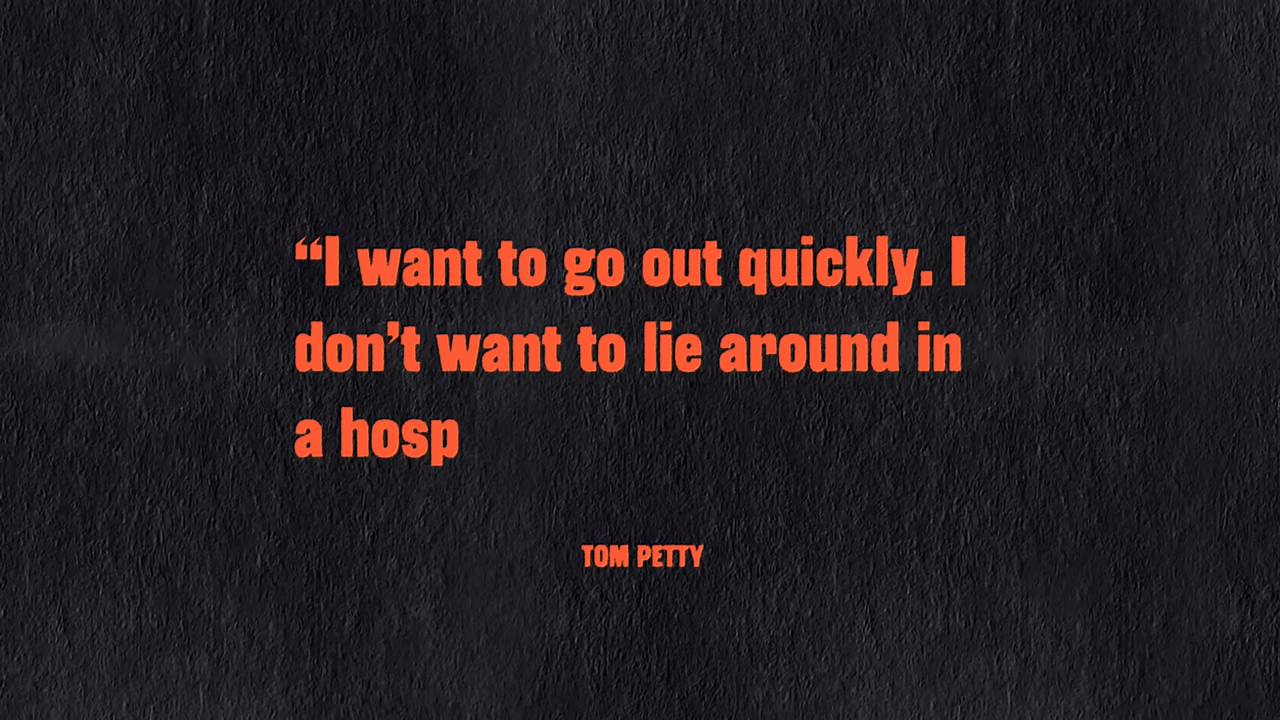 “I want to go out quickly. I
don’t want to lie around in
a hosp
TOM PETTY